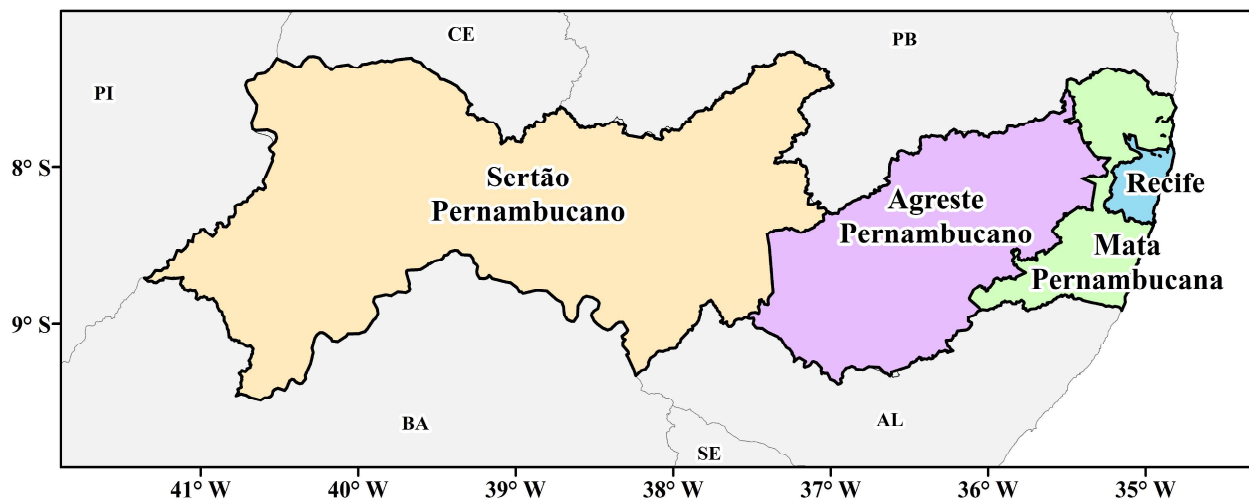 CE
PB
PI
8° S
Sertão
Pernambucano
Agreste
Pernambucano
Recife
Mata
Pernambucana
9° S
BA
AL
SE
41° W
40° W
39° W
38° W
37° W
36° W
35° W